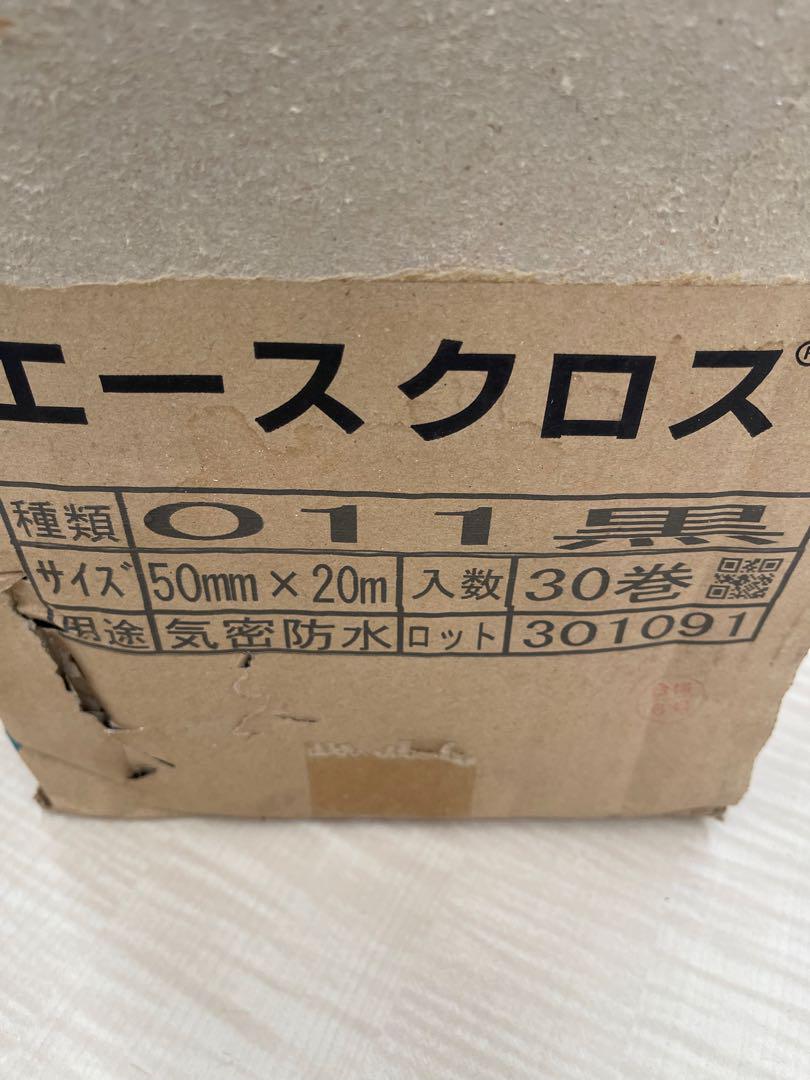 エースクロス®
種類 011 黒
サイズ 50mm×20m 入数 30巻
用途 気密防水 ロット 301091